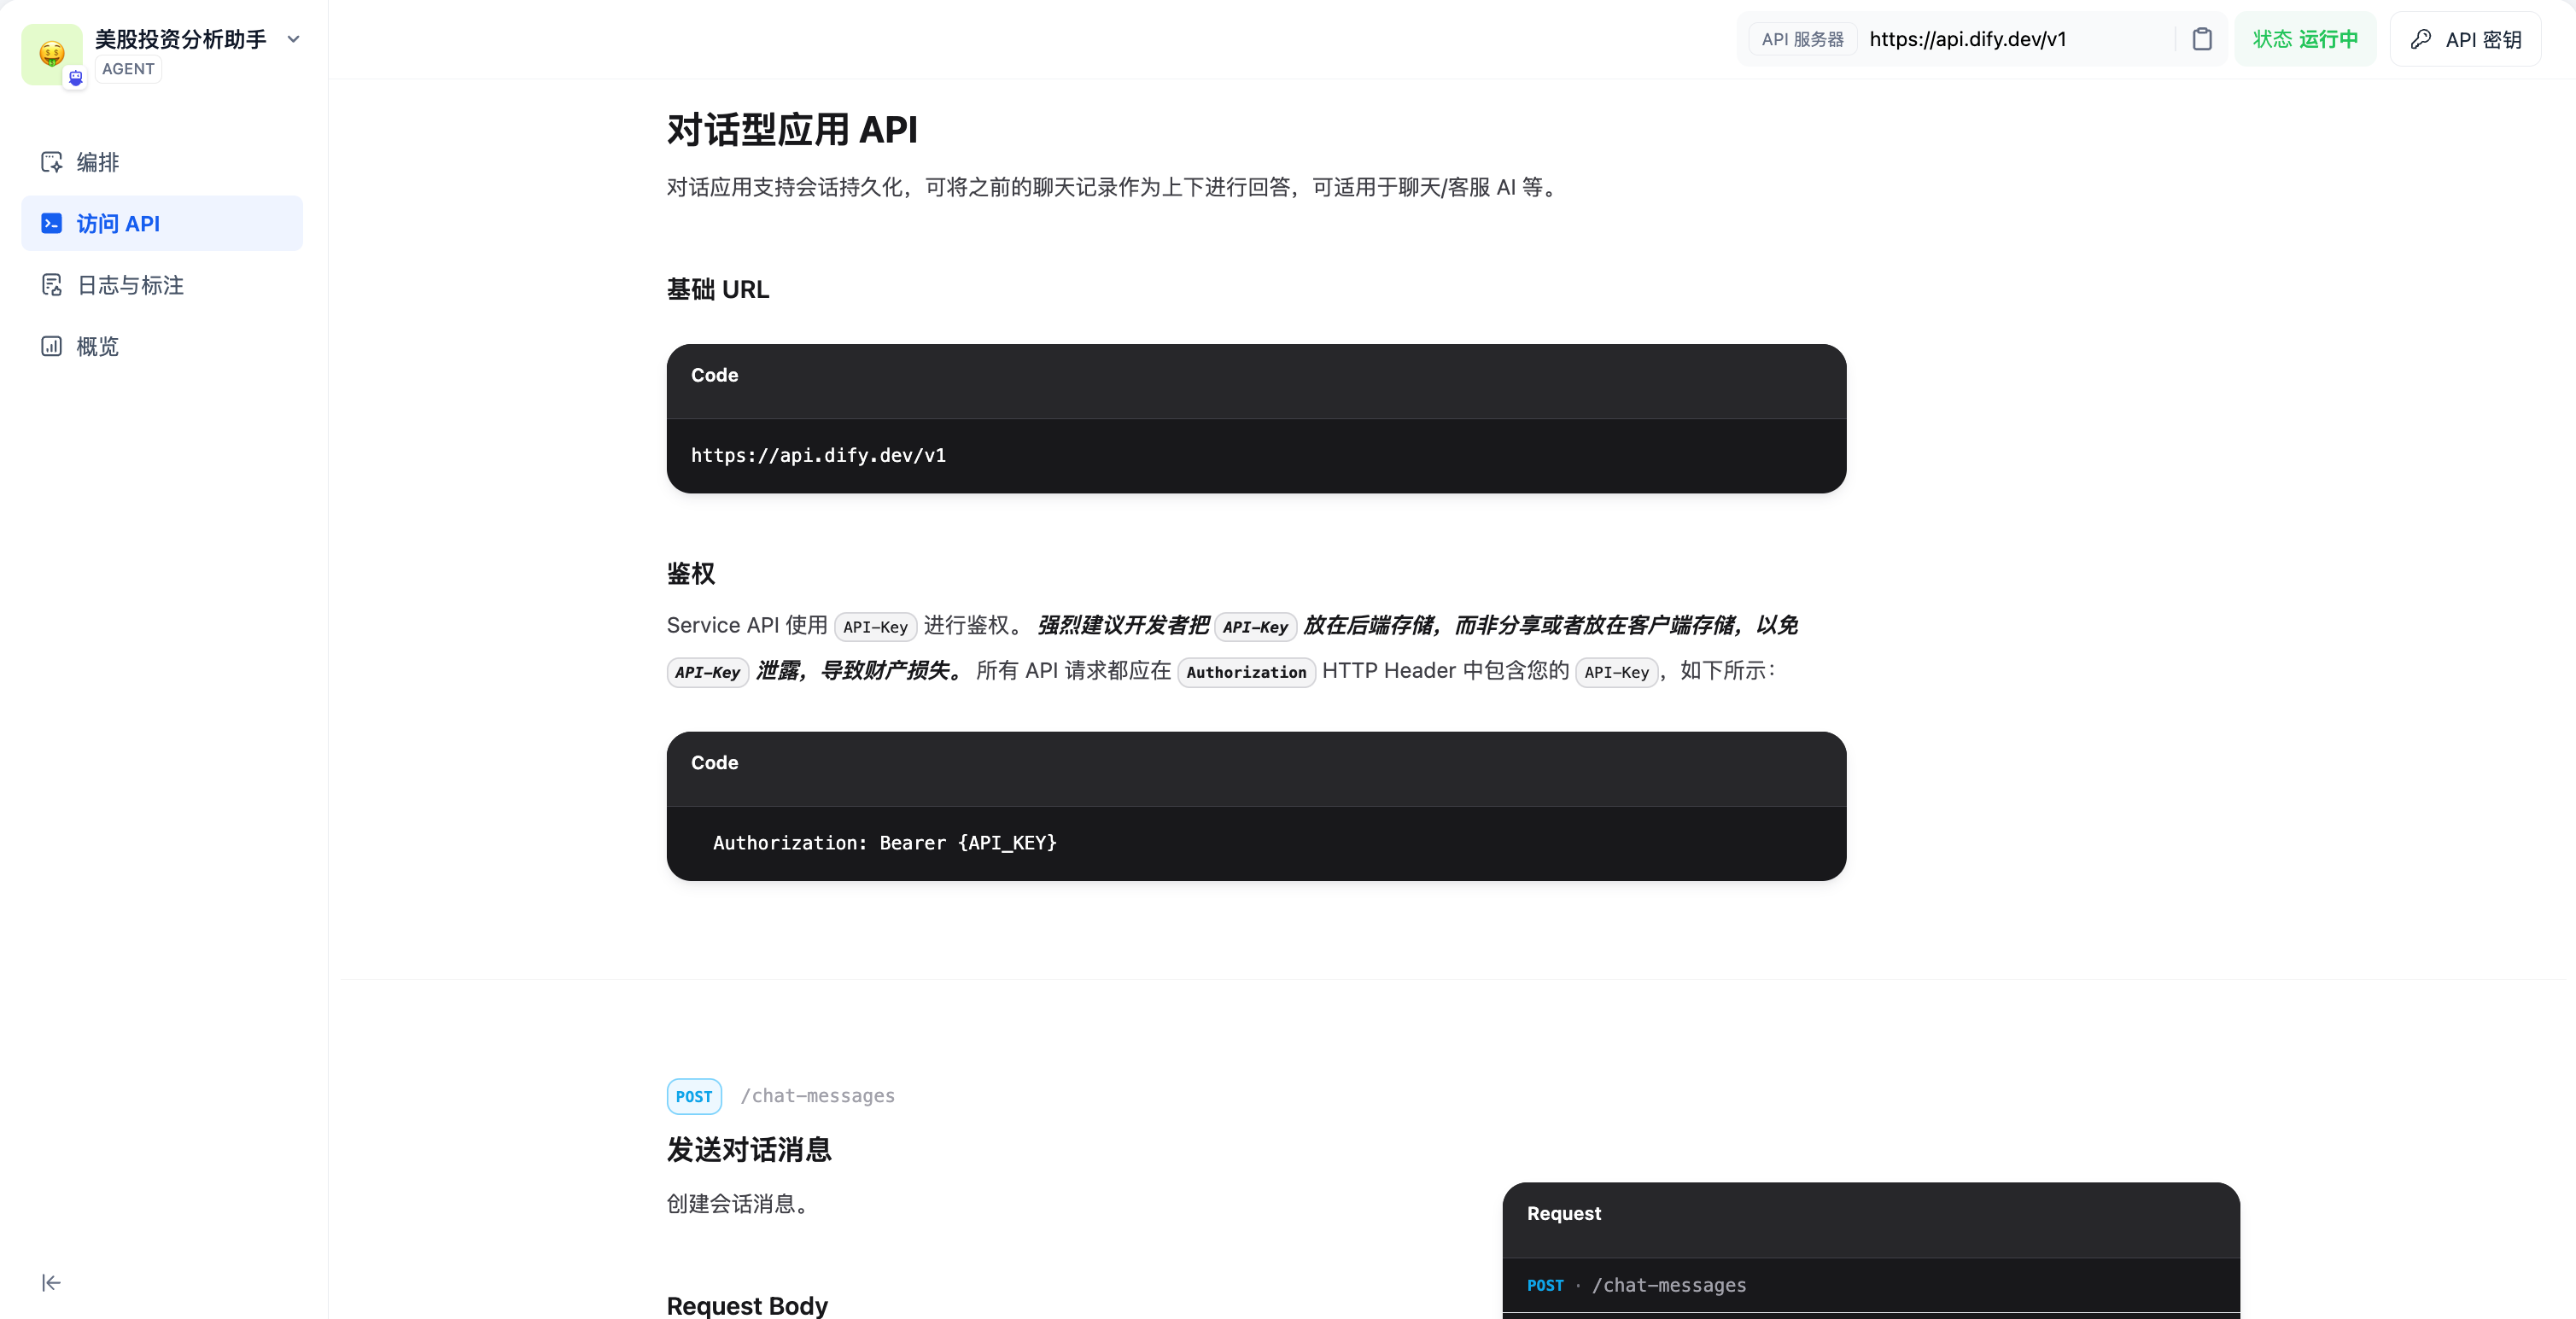 美股投资分析助手
AGENT
编排
访问 API
日志与标注
概览
API 服务器 https://api.dify.dev/v1
状态 运行中
API 密钥
对话型应用 API
对话应用支持会话持久化，可将之前的聊天记录作为上下进行回答，可适用于聊天/客服 AI 等。
基础 URL
Code
https://api.dify.dev/v1
鉴权
Service API 使用 API-Key 进行鉴权。 强烈建议开发者把 API-Key 放在后端存储，而非分享或者放在客户端存储，以免
API-Key 泄露，导致财产损失。 所有 API 请求都应在 Authorization HTTP Header 中包含您的 API-Key，如下所示：
Code
Authorization: Bearer {API_KEY}
POST /chat-messages
发送对话消息
创建会话消息。
Request Body
Request
POST · /chat-messages